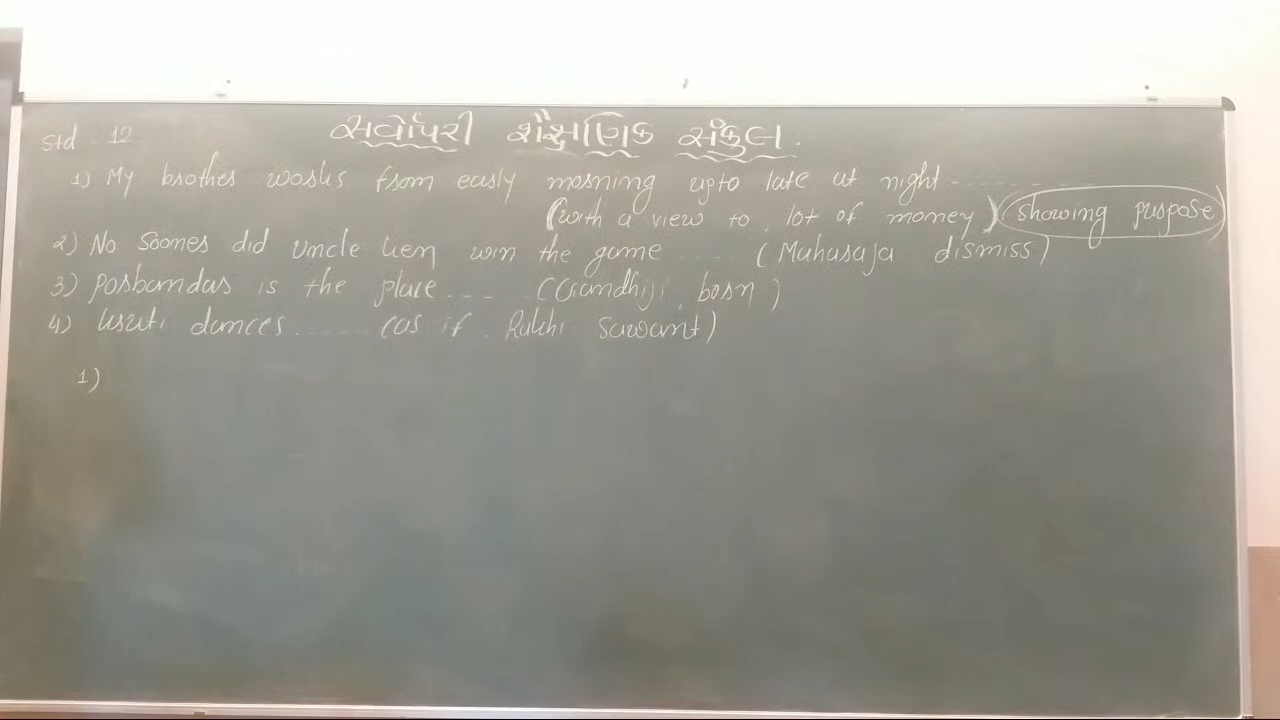 std 12
સર્વોપરી શૈક્ષણિક સંકુલ.
1) My brother works from early morning upto late at night ..........
(with a view to, lot of money) (showing purpose)
2) No Sooner did Uncle Ken win the game .... (Maharaja dismiss)
3) Porbandar is the place.... (Gandhiji, born)
4) Kruti dances...... (as if, Rakhi Sawant)
1)